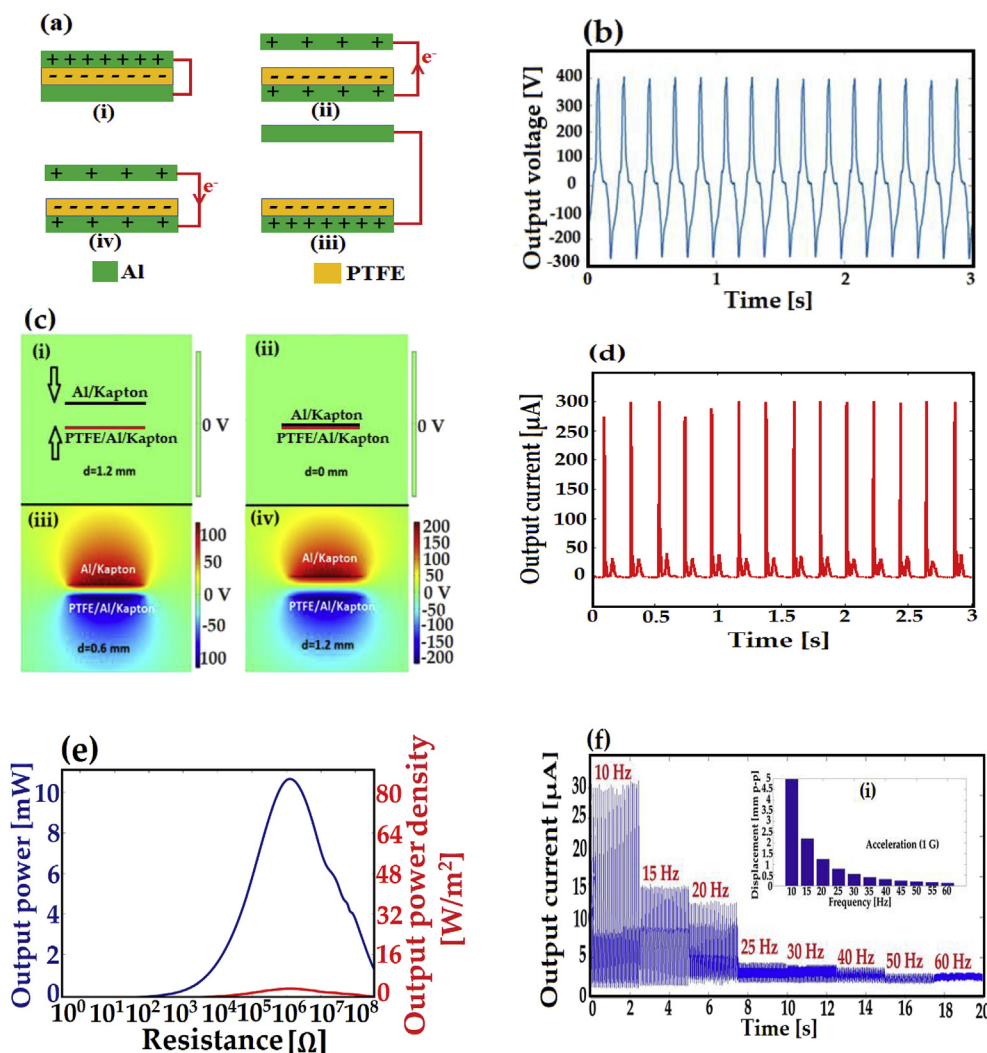 (a)
+ + + + + + +
- - - - - - - -
(i)
+ + + +
- - - - - - - -
+ + + +
e-
(ii)
+ + + +
- - - - - - - -
+ + + +
e-
(iv)
- - - - - - - -
+ + + + + + +
(iii)
Al
PTFE
(b)
Output voltage [V]
400
300
200
100
0
-100
-200
-300
0 1 2 3
Time [s]
(c)
(i)
Al/Kapton
PTFE/Al/Kapton
d=1.2 mm
0 V
(ii)
Al/Kapton
PTFE/Al/Kapton
d=0 mm
0 V
(iii)
Al/Kapton
PTFE/Al/Kapton
d=0.6 mm
100
50
0 V
-50
100
(iv)
Al/Kapton
PTFE/Al/Kapton
d=1.2 mm
200
150
100
50
0 V
-50
-100
-150
-200
(d)
Output current [µA]
300
250
200
150
100
50
0
0 0.5 1 1.5 2 2.5 3
Time [s]
(e)
Output power [mW]
10
8
6
4
2
0
10⁰ 10¹ 10² 10³ 10⁴ 10⁵ 10⁶ 10⁷ 10⁸
Resistance [Ω]
80
64
48
32
16
0
Output power density
[W/m²]
(f)
Output current [µA]
30
25
20
15
10
5
0
10 Hz
15 Hz
20 Hz
25 Hz
30 Hz
40 Hz
50 Hz
60 Hz
0 2 4 6 8 10 12 14 16 18 20
Time [s]
(i)
Displacement [mm p-p]
5
4.5
4
3.5
3
2.5
2
1.5
1
0.5
0
Acceleration (1 G)
10 15 20 25 30 35 40 45 50 55 60
Frequency [Hz]